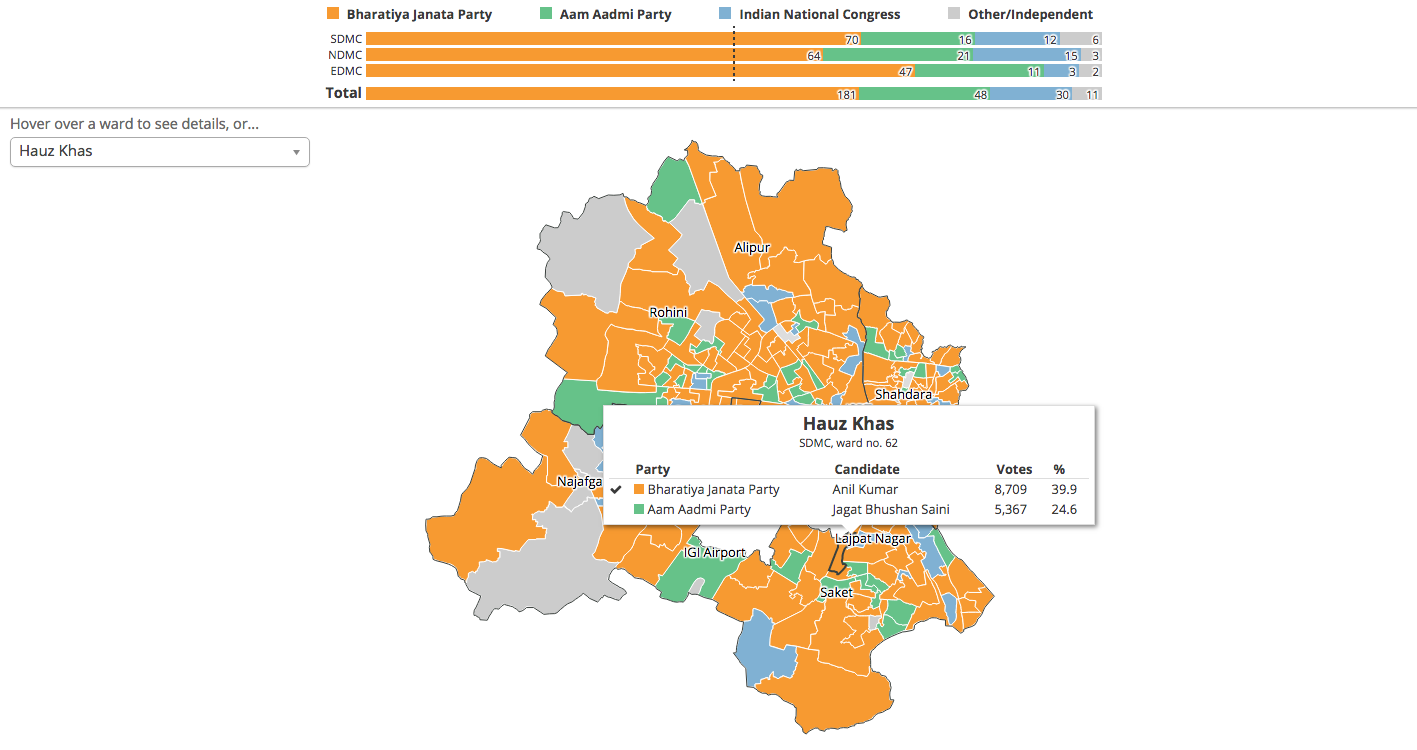 Bharatiya Janata Party Aam Aadmi Party Indian National Congress Other/Independent
SDMC 70 16 12 6
NDMC 64 21 15 3
EDMC 47 11 3 2
Total 181 48 30 11
Hover over a ward to see details, or...
Hauz Khas
Alipur
Rohini
Shahdara
Hauz Khas
SDMC, ward no. 62
Party Candidate Votes %
Bharatiya Janata Party Anil Kumar 8,709 39.9
Aam Aadmi Party Jagat Bhushan Saini 5,367 24.6
Najafga
Lajpat Nagar
IGI Airport
Saket